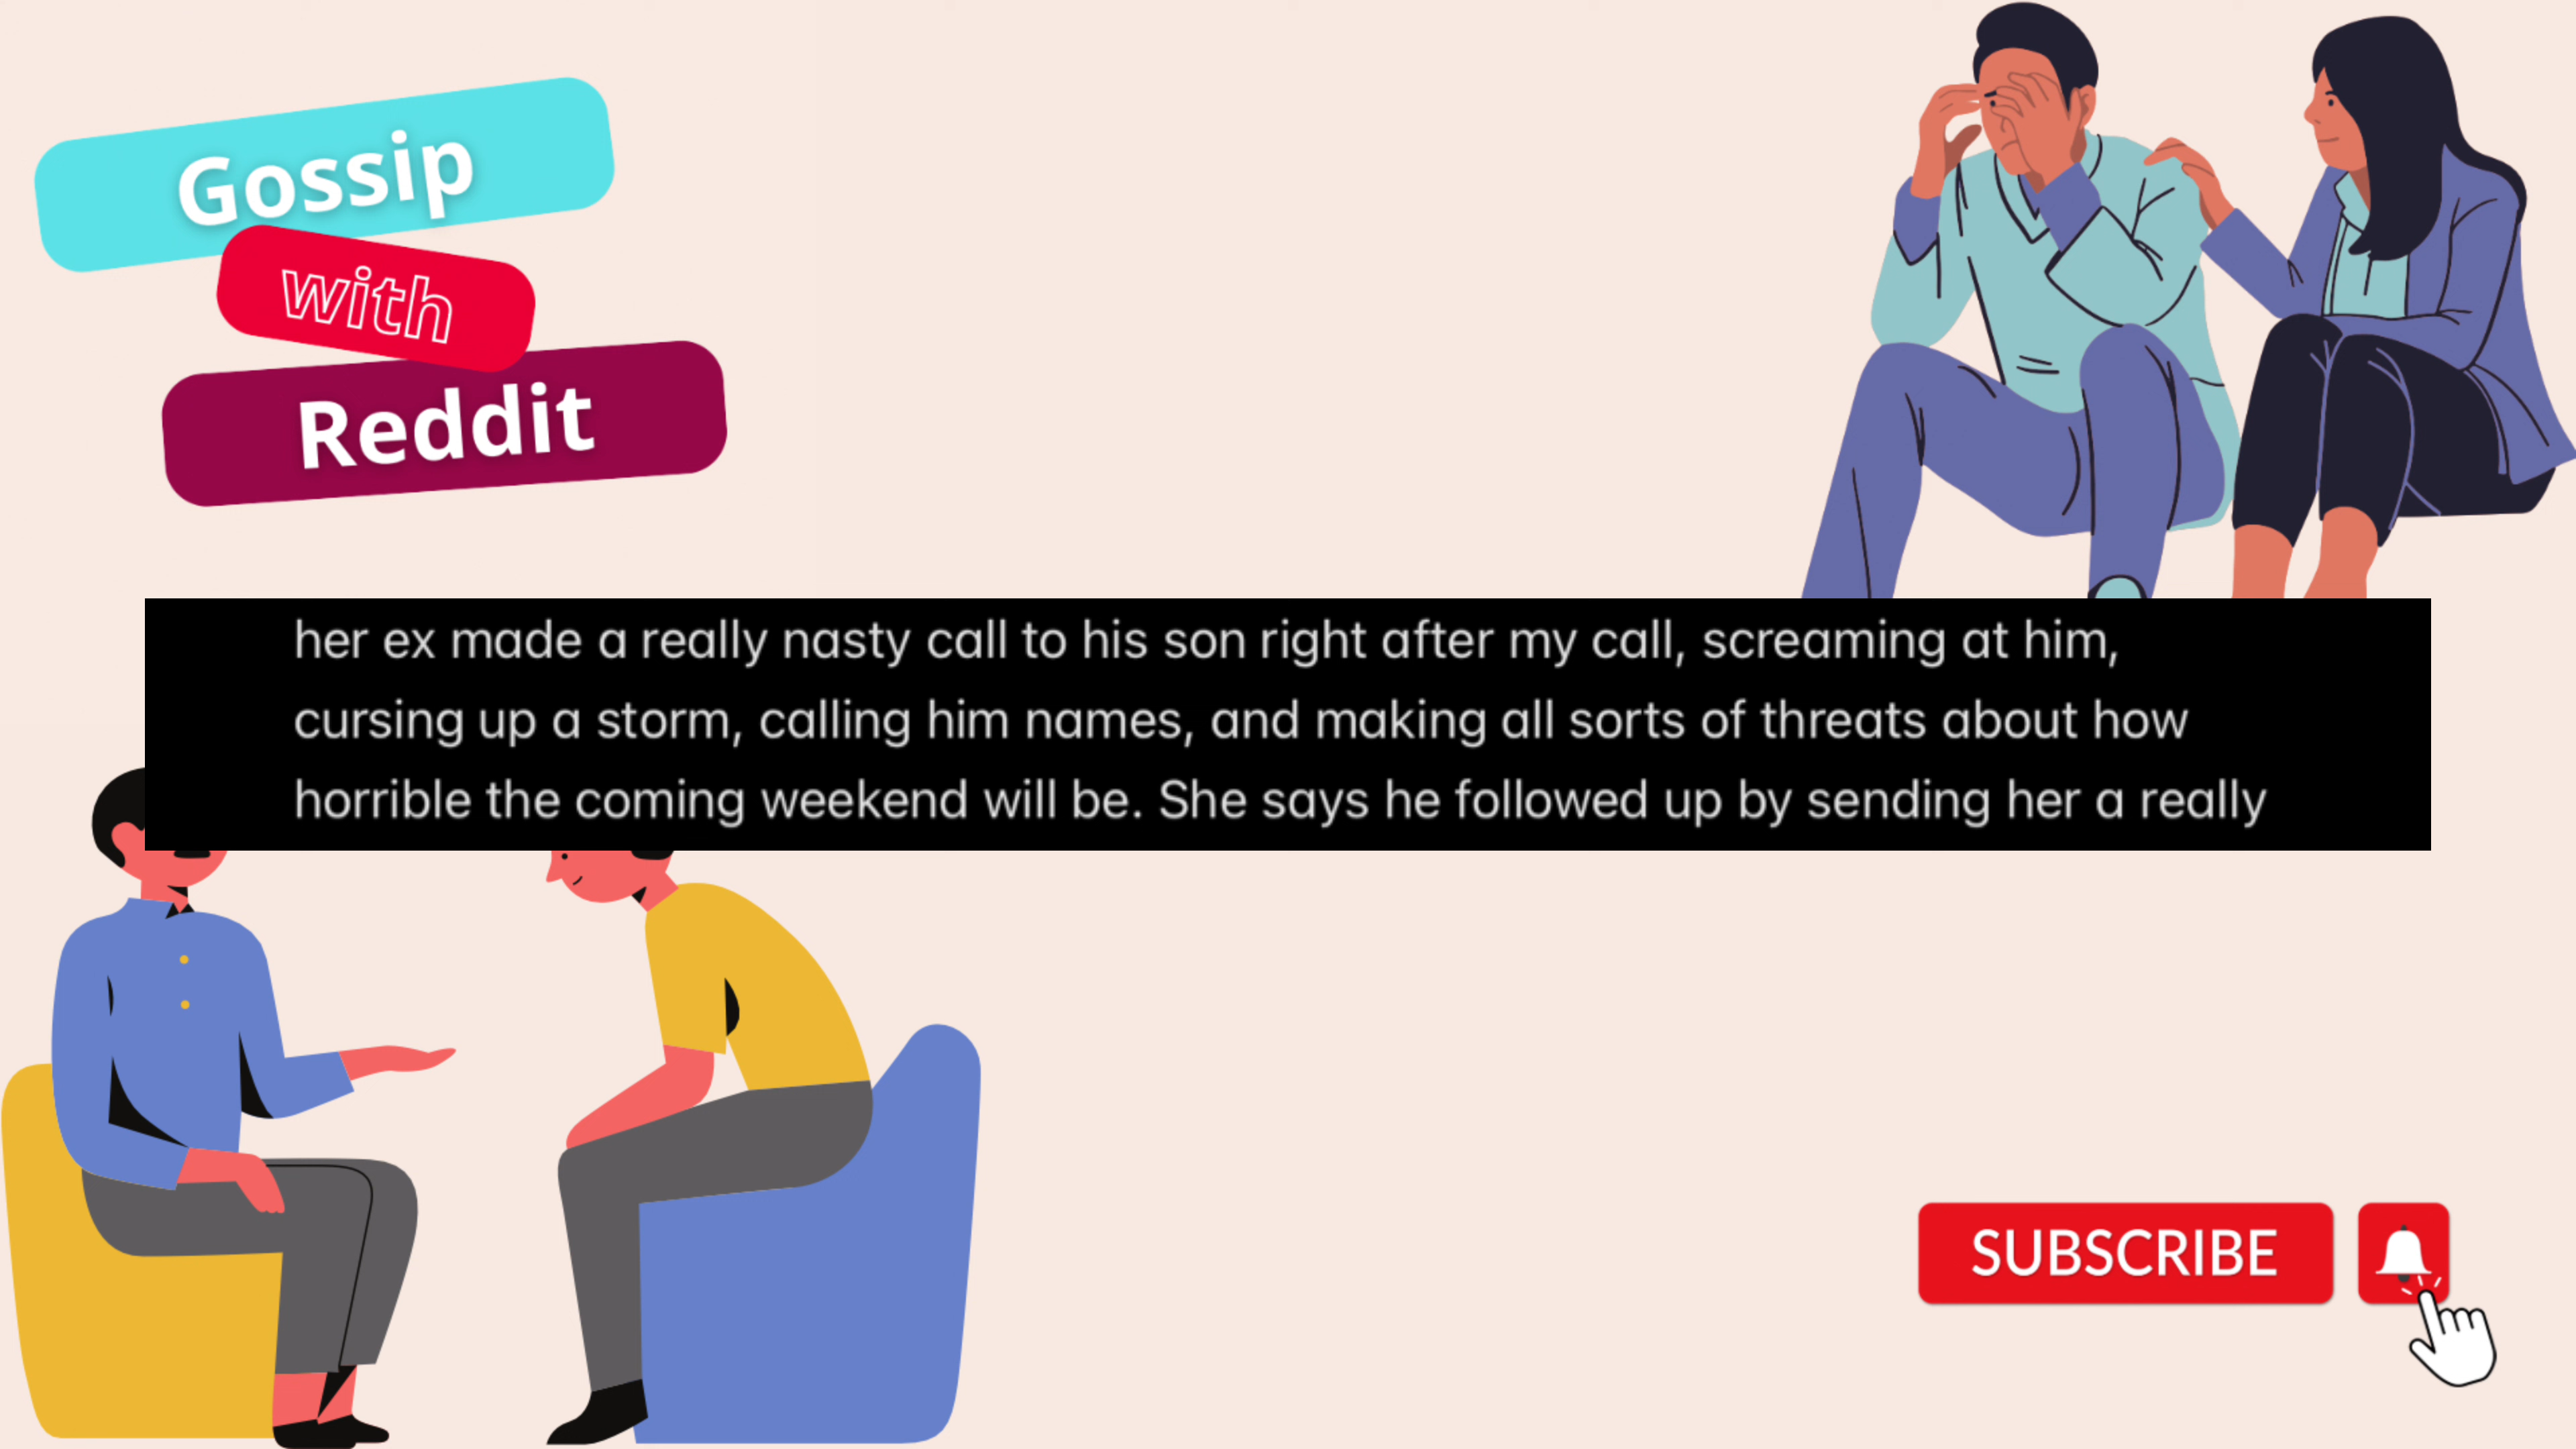 Gossip
with
Reddit
her ex made a really nasty call to his son right after my call, screaming at him,
cursing up a storm, calling him names, and making all sorts of threats about how
horrible the coming weekend will be. She says he followed up by sending her a really
SUBSCRIBE